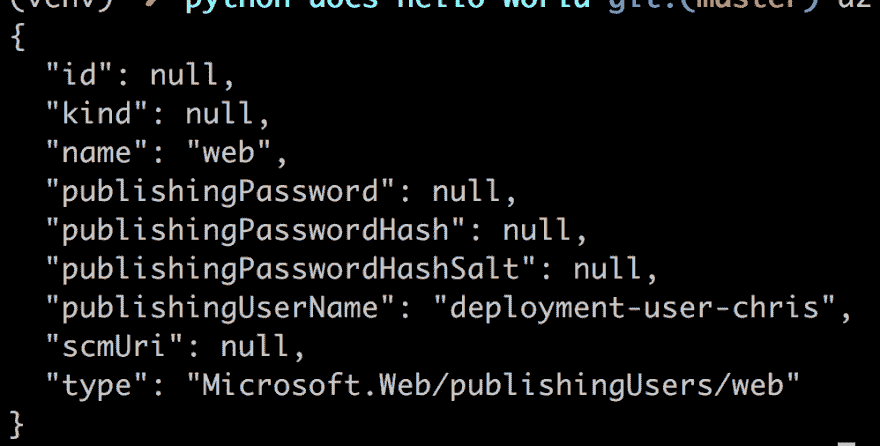 (venv) ➜ python-docs-hello-world git:(master) az
{
  "id": null,
  "kind": null,
  "name": "web",
  "publishingPassword": null,
  "publishingPasswordHash": null,
  "publishingPasswordHashSalt": null,
  "publishingUserName": "deployment-user-chris",
  "scmUri": null,
  "type": "Microsoft.Web/publishingUsers/web"
}